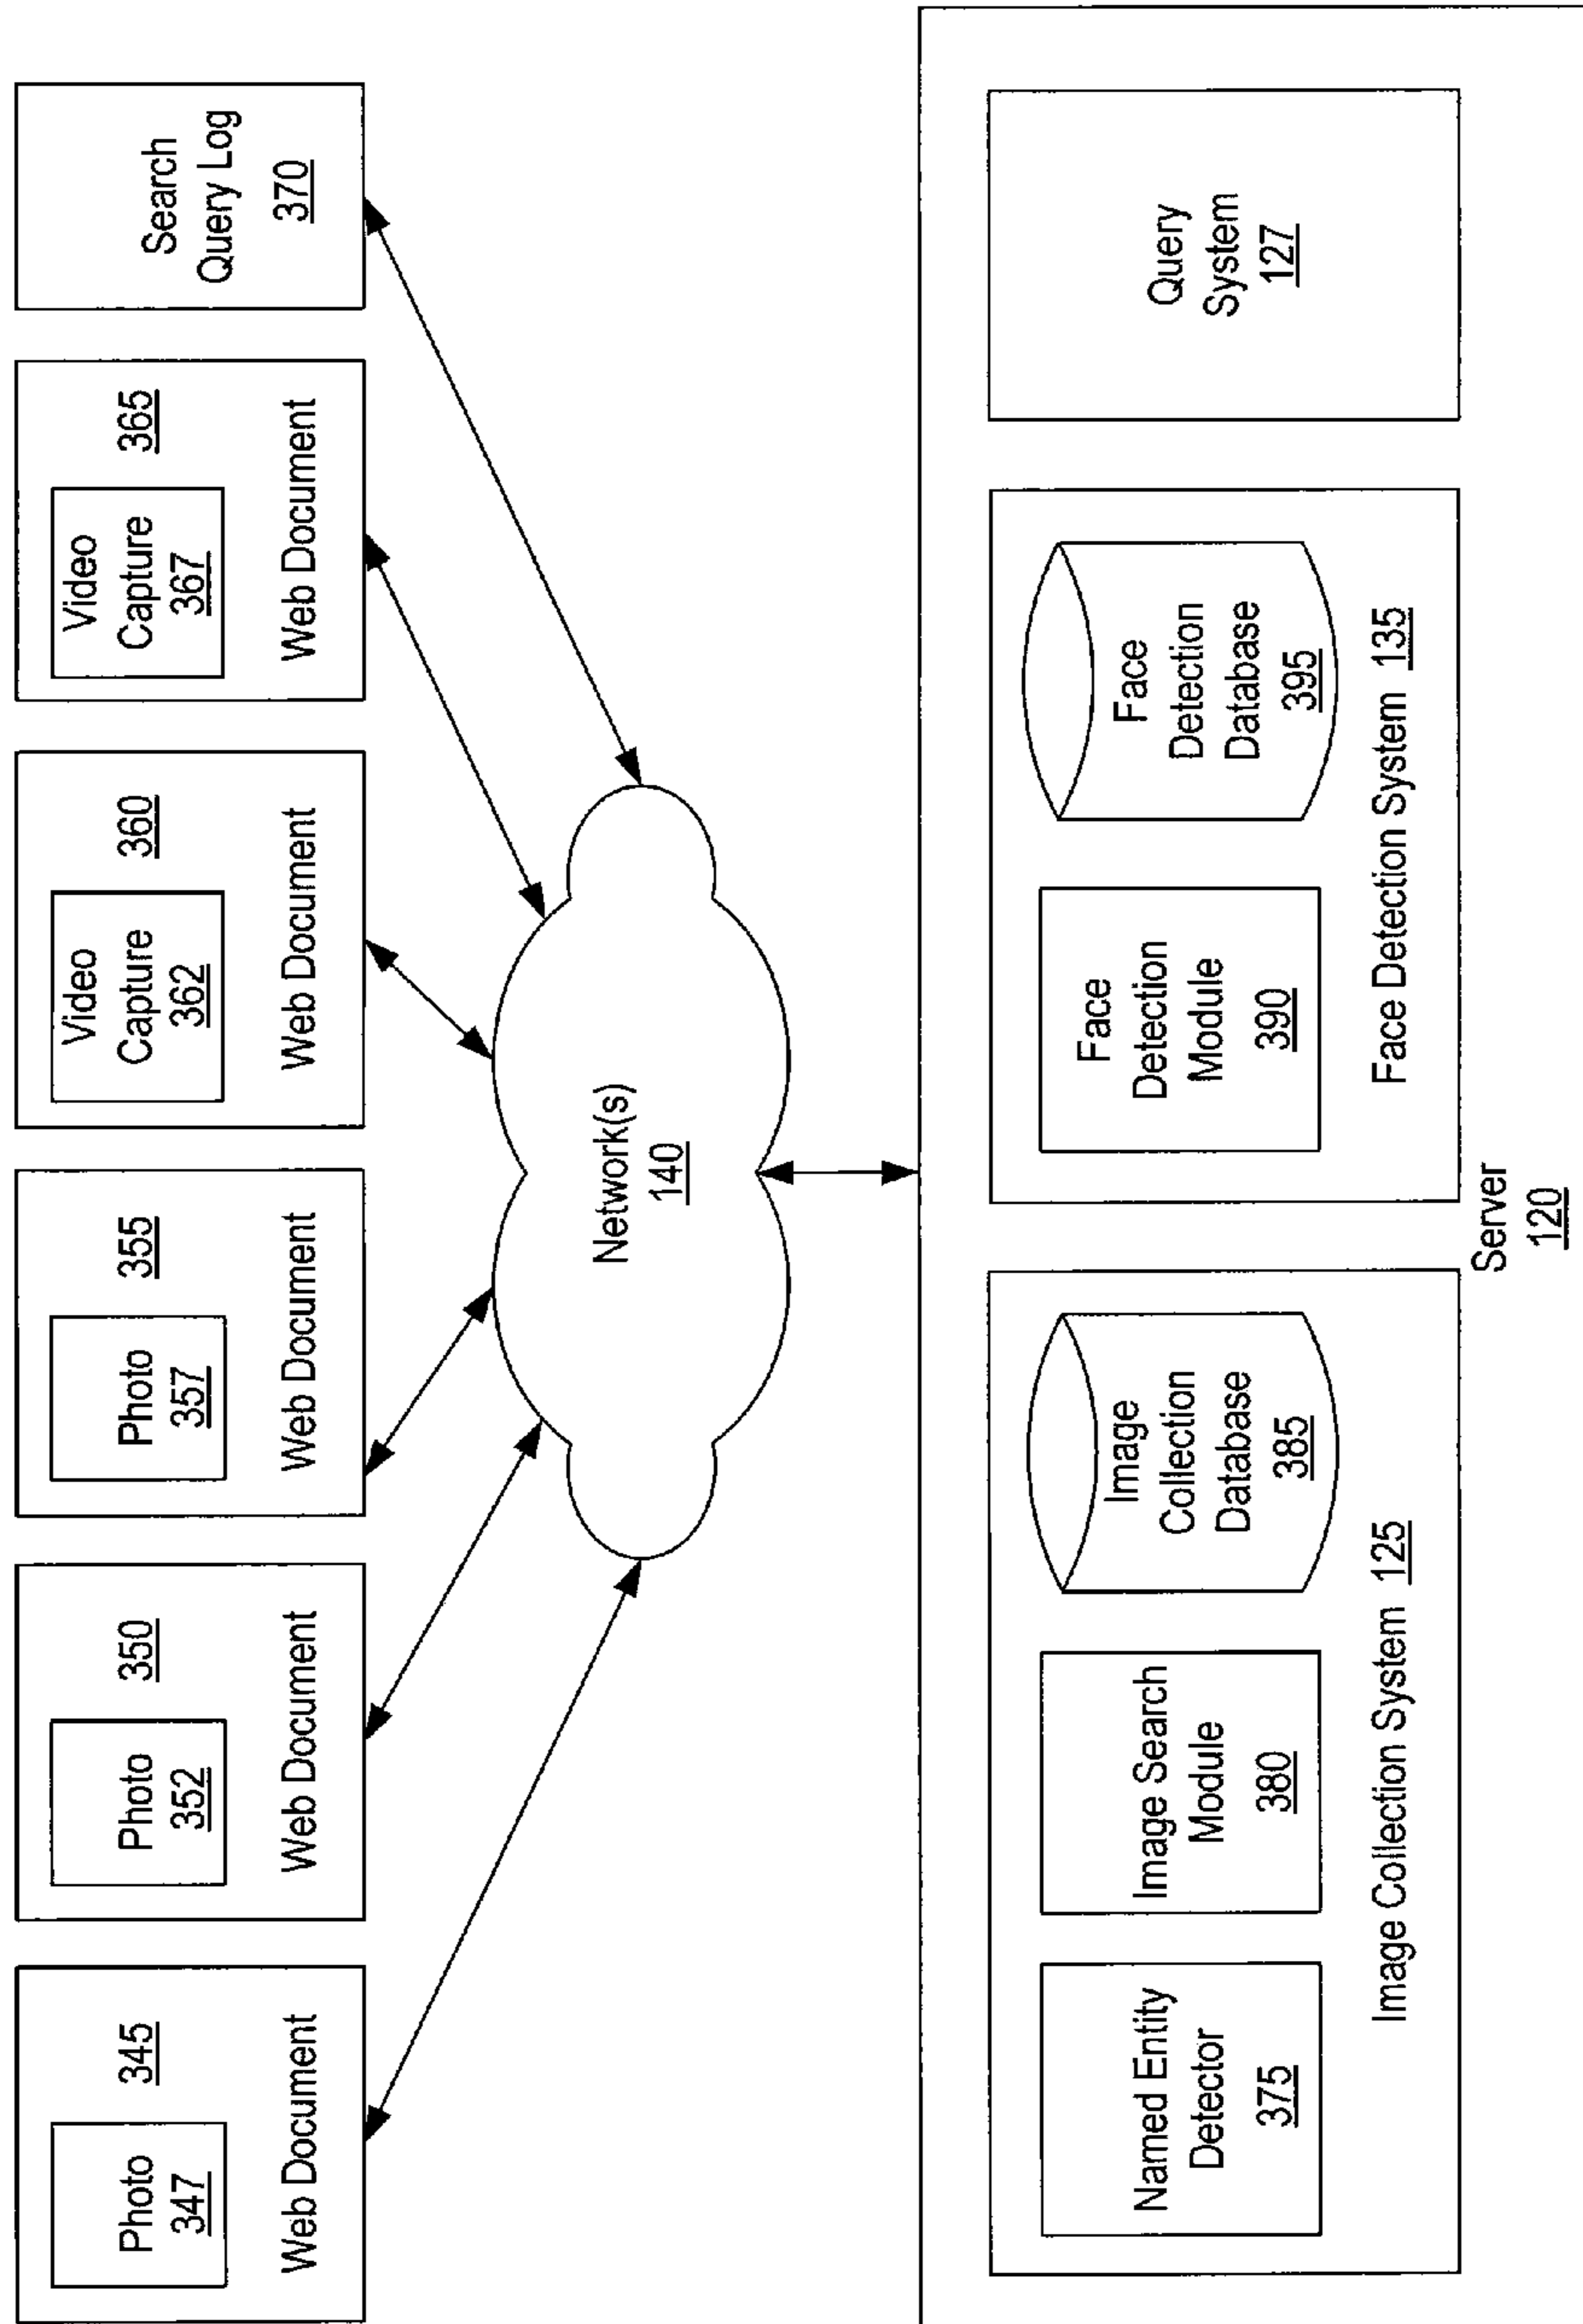 Photo
347
345
Web Document
Photo
352
350
Web Document
Photo
357
355
Web Document
Video
Capture
362
360
Web Document
Video
Capture
367
365
Web Document
Search
Query Log
370
Network(s)
140
Named Entity
Detector
375
Image Search
Module
380
Image
Collection
Database
385
Image Collection System 125
Face
Detection
Module
390
Face
Detection
Database
395
Face Detection System 135
Query
System
127
Server
120